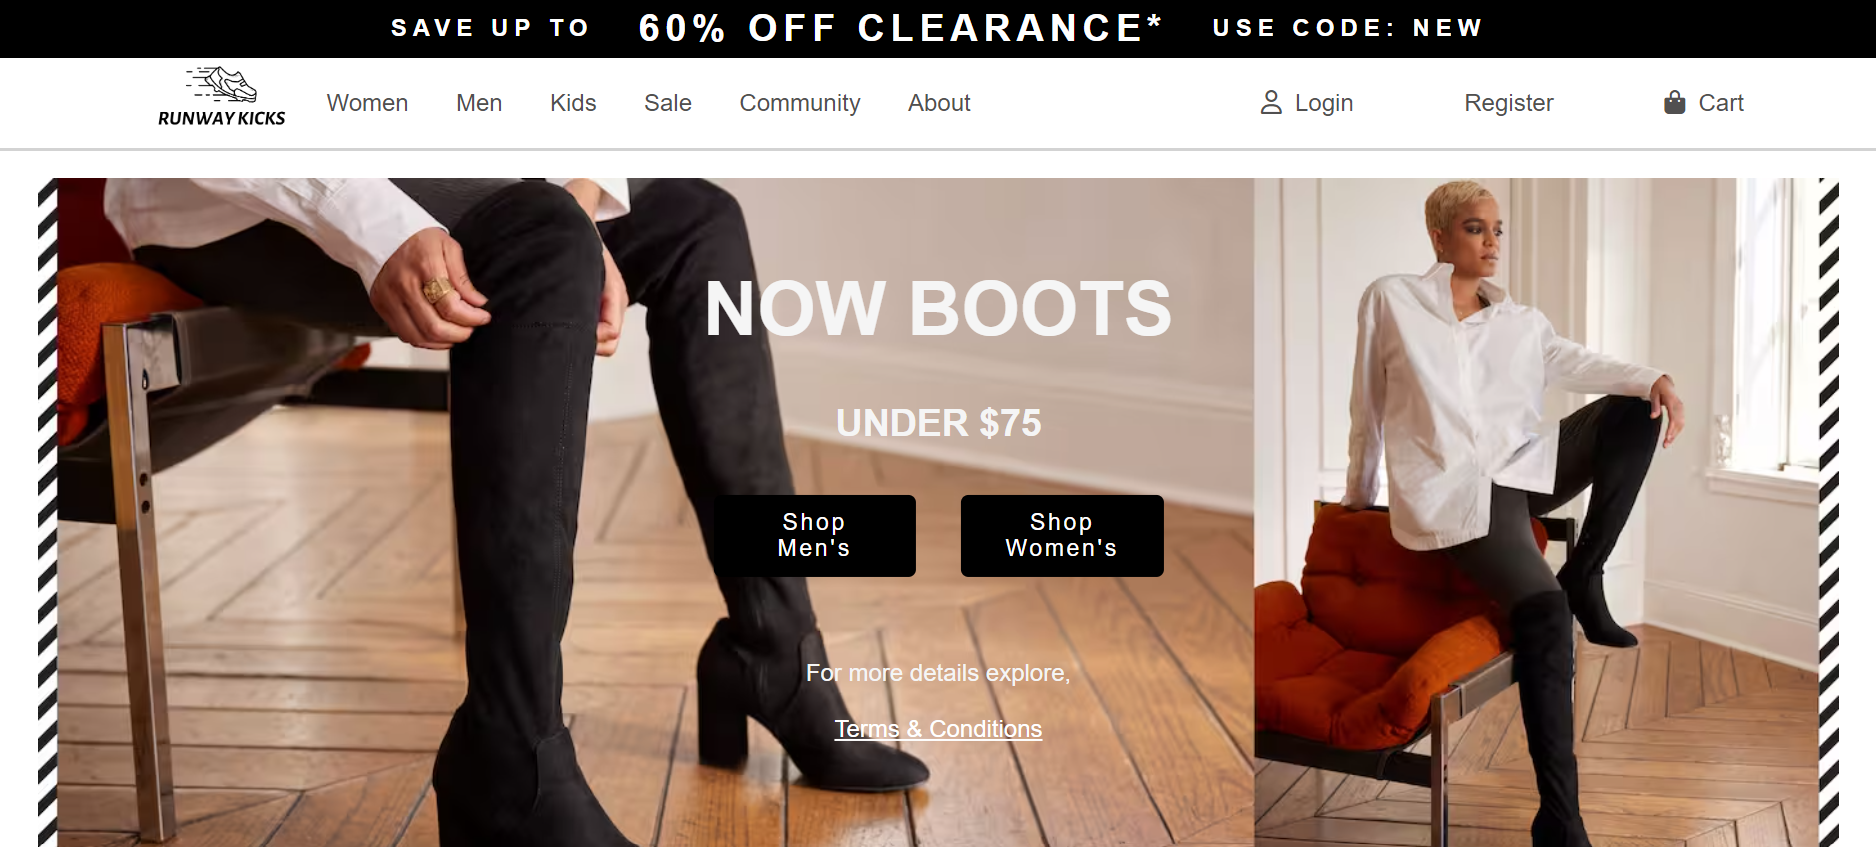 SAVE UP TO 60% OFF CLEARANCE* USE CODE: NEW
RUNWAY KICKS
Women Men Kids Sale Community About Login Register Cart
NOW BOOTS
UNDER $75
Shop
Men's
Shop
Women's
For more details explore,
Terms & Conditions